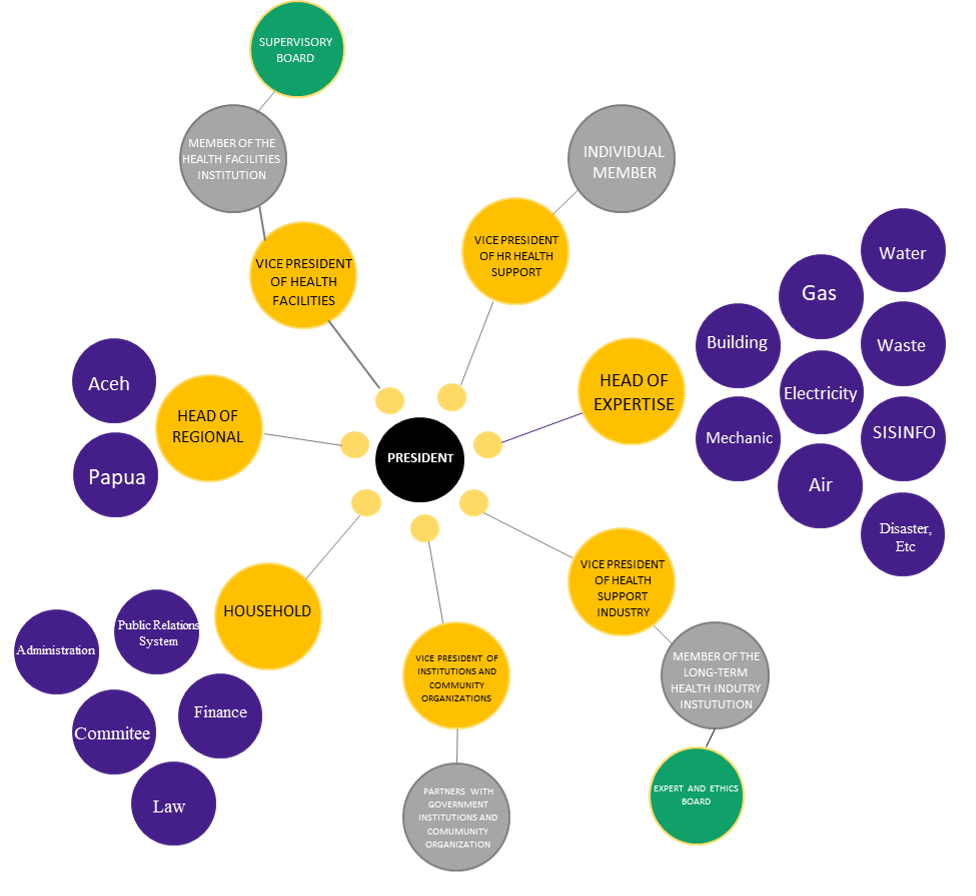 SUPERVISORY
BOARD
MEMBER OF THE
HEALTH FACILITIES
INSTITUTION
INDIVIDUAL
MEMBER
VICE PRESIDENT
OF HEALTH
FACILITIES
VICE PRESIDENT
OF HR HEALTH
SUPPORT
HEAD OF
EXPERTISE
Water
Gas
Building
Waste
Electricity
Mechanic
SISINFO
Air
Disaster,
Etc
Aceh
Papua
HEAD OF
REGIONAL
PRESIDENT
HOUSEHOLD
Public Relations
System
Administration
Finance
Commitee
Law
VICE PRESIDENT OF
INSTITUTIONS AND
COMMUNITY
ORGANIZATIONS
PARTNERS WITH
GOVERNMENT
INSTITUTIONS AND
COMUMUNITY
ORGANIZATION
VICE PRESIDENT
OF HEALTH
SUPPORT
INDUSTRY
MEMBER OF THE
LONG-TERM
HEALTH INDUTRY
INSTUTUTION
EXPERT AND ETHICS
BOARD